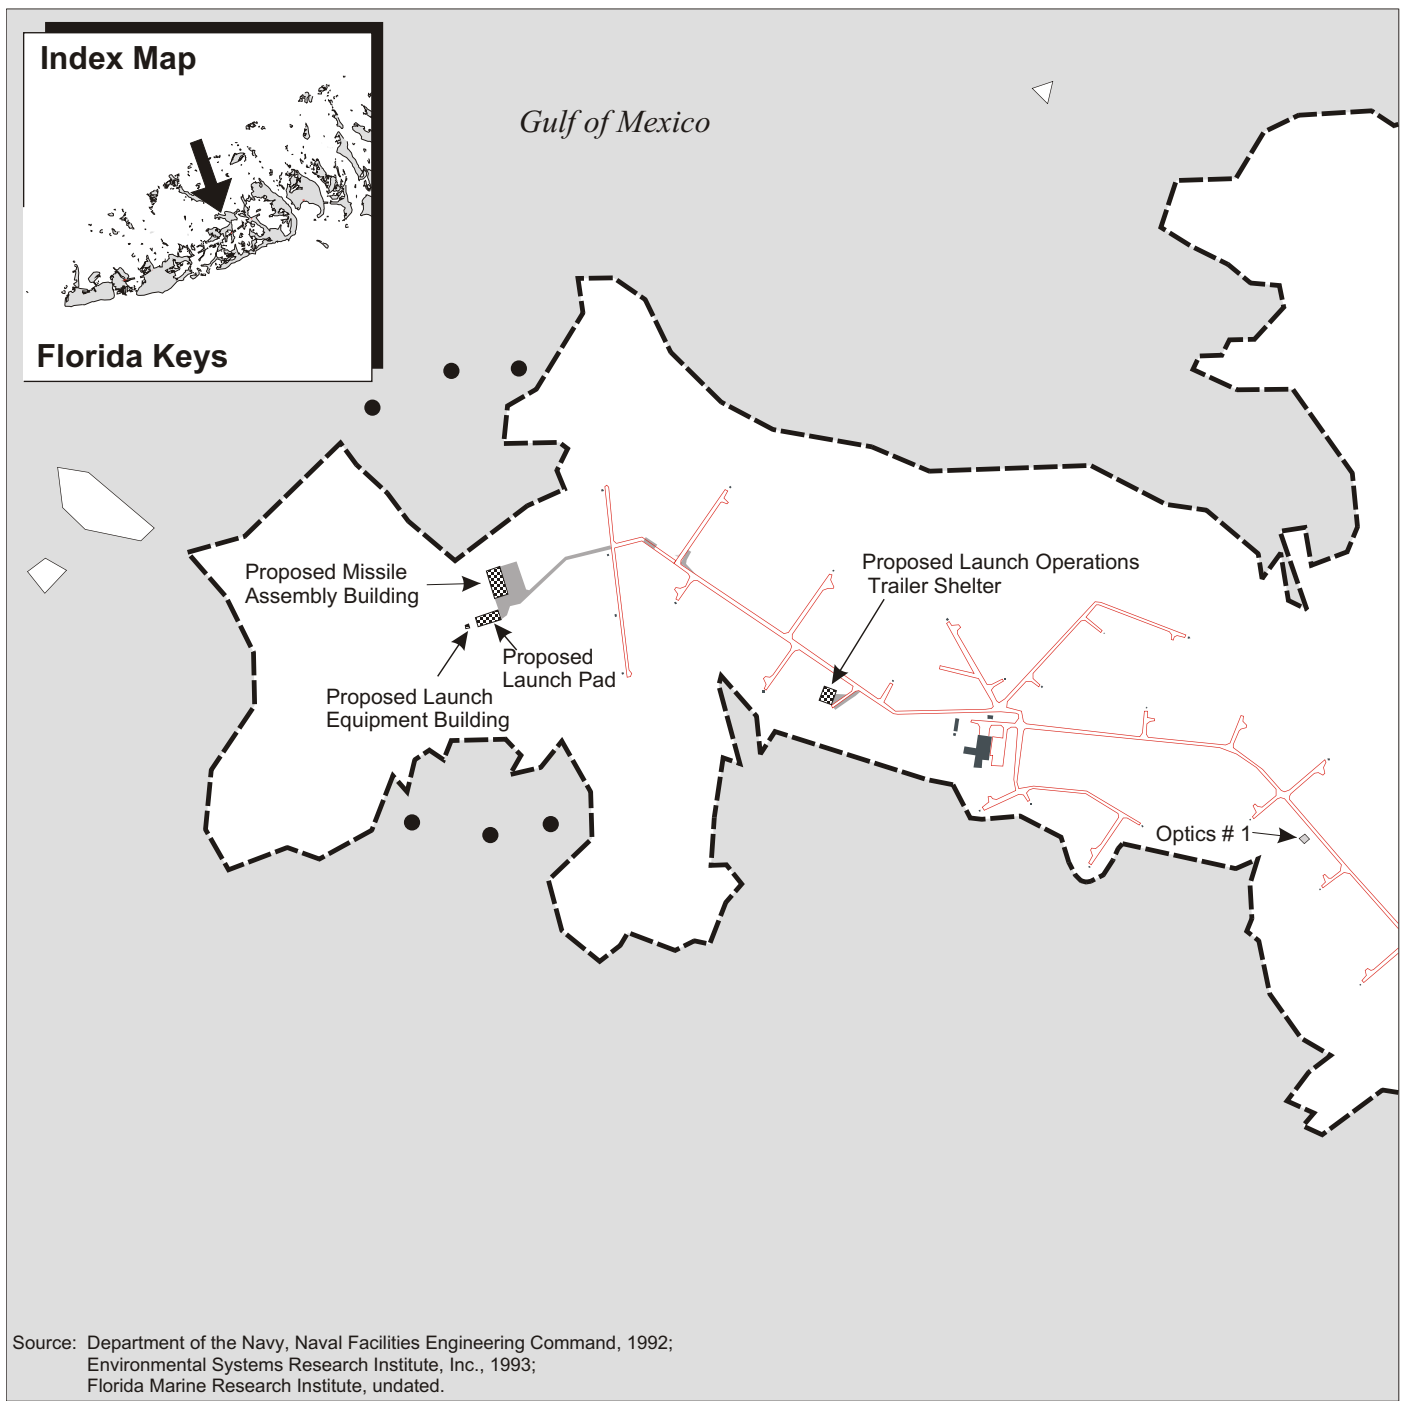 Index Map
Florida Keys
Gulf of Mexico
Proposed Missile
Assembly Building
Proposed
Launch Pad
Proposed Launch
Equipment Building
Proposed Launch Operations
Trailer Shelter
Optics # 1
Source: Department of the Navy, Naval Facilities Engineering Command, 1992;
Environmental Systems Research Institute, Inc., 1993;
Florida Marine Research Institute, undated.